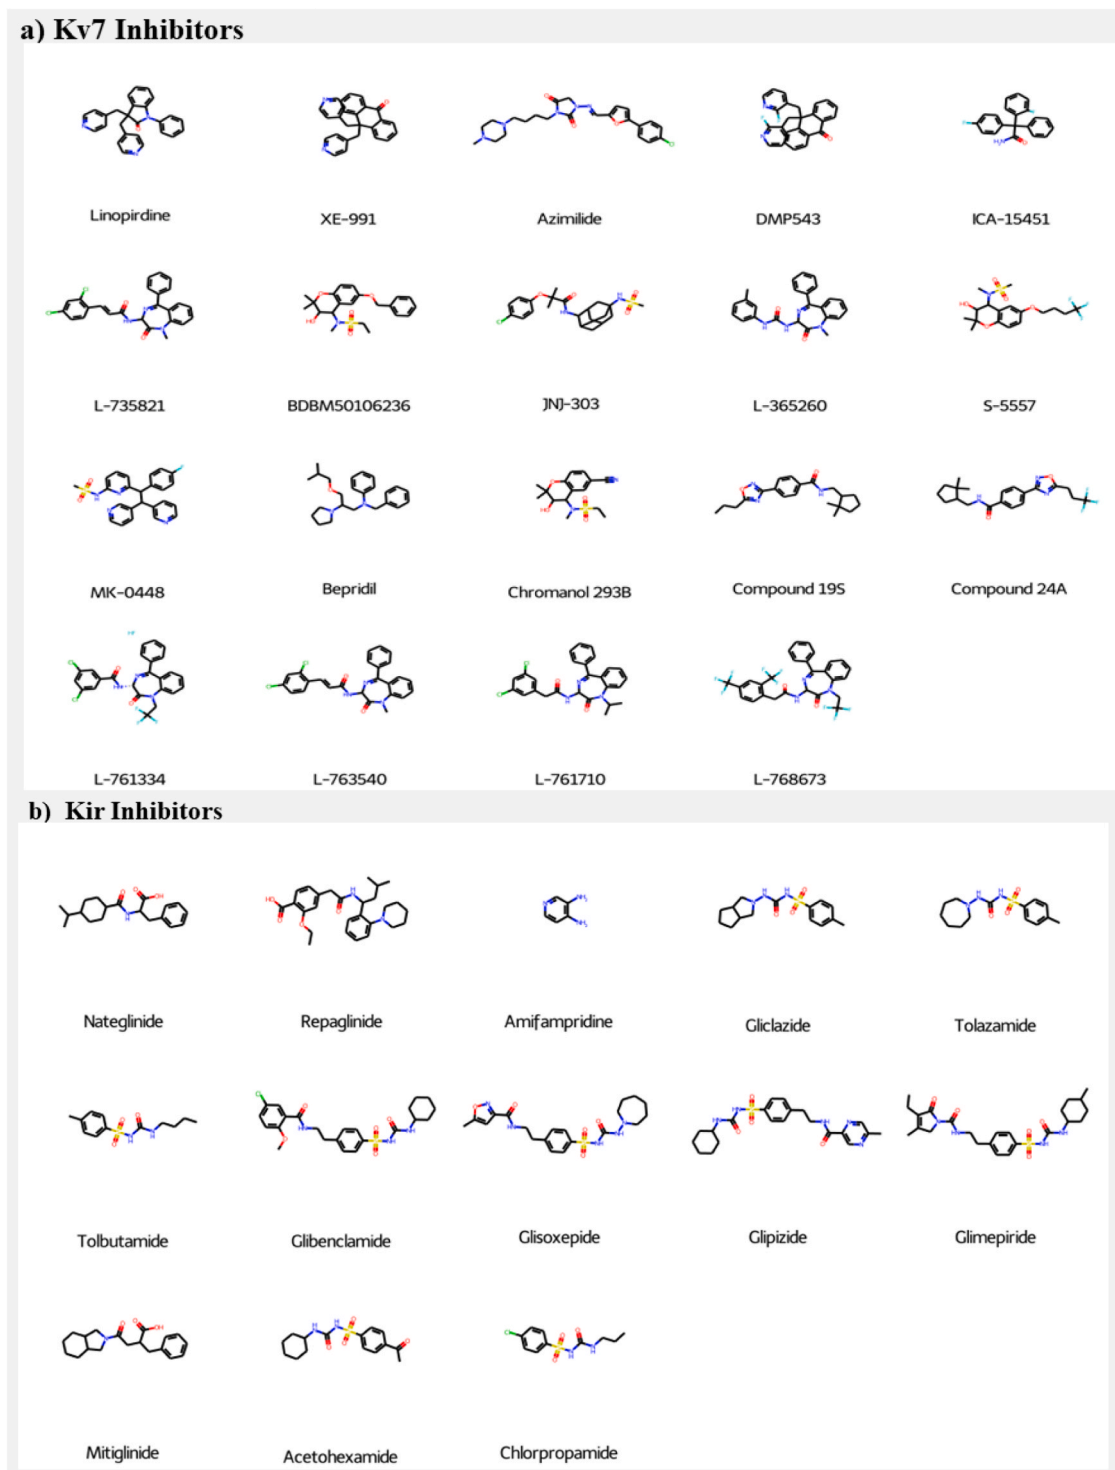 a) Kv7 Inhibitors
Linopirdine XE-991 Azimilide DMP543 ICA-15451
L-735821 BDBM50106236 JNJ-303 L-365260 S-5557
MK-0448 Bepridil Chromanol 293B Compound 19S Compound 24A
L-761334 L-763540 L-761710 L-768673
b) Kir Inhibitors
Nateglinide Repaglinide Amifampridine Gliclazide Tolazamide
Tolbutamide Glibenclamide Glisoxepide Glipizide Glimepiride
Mitiglinide Acetohexamide Chlorpropamide